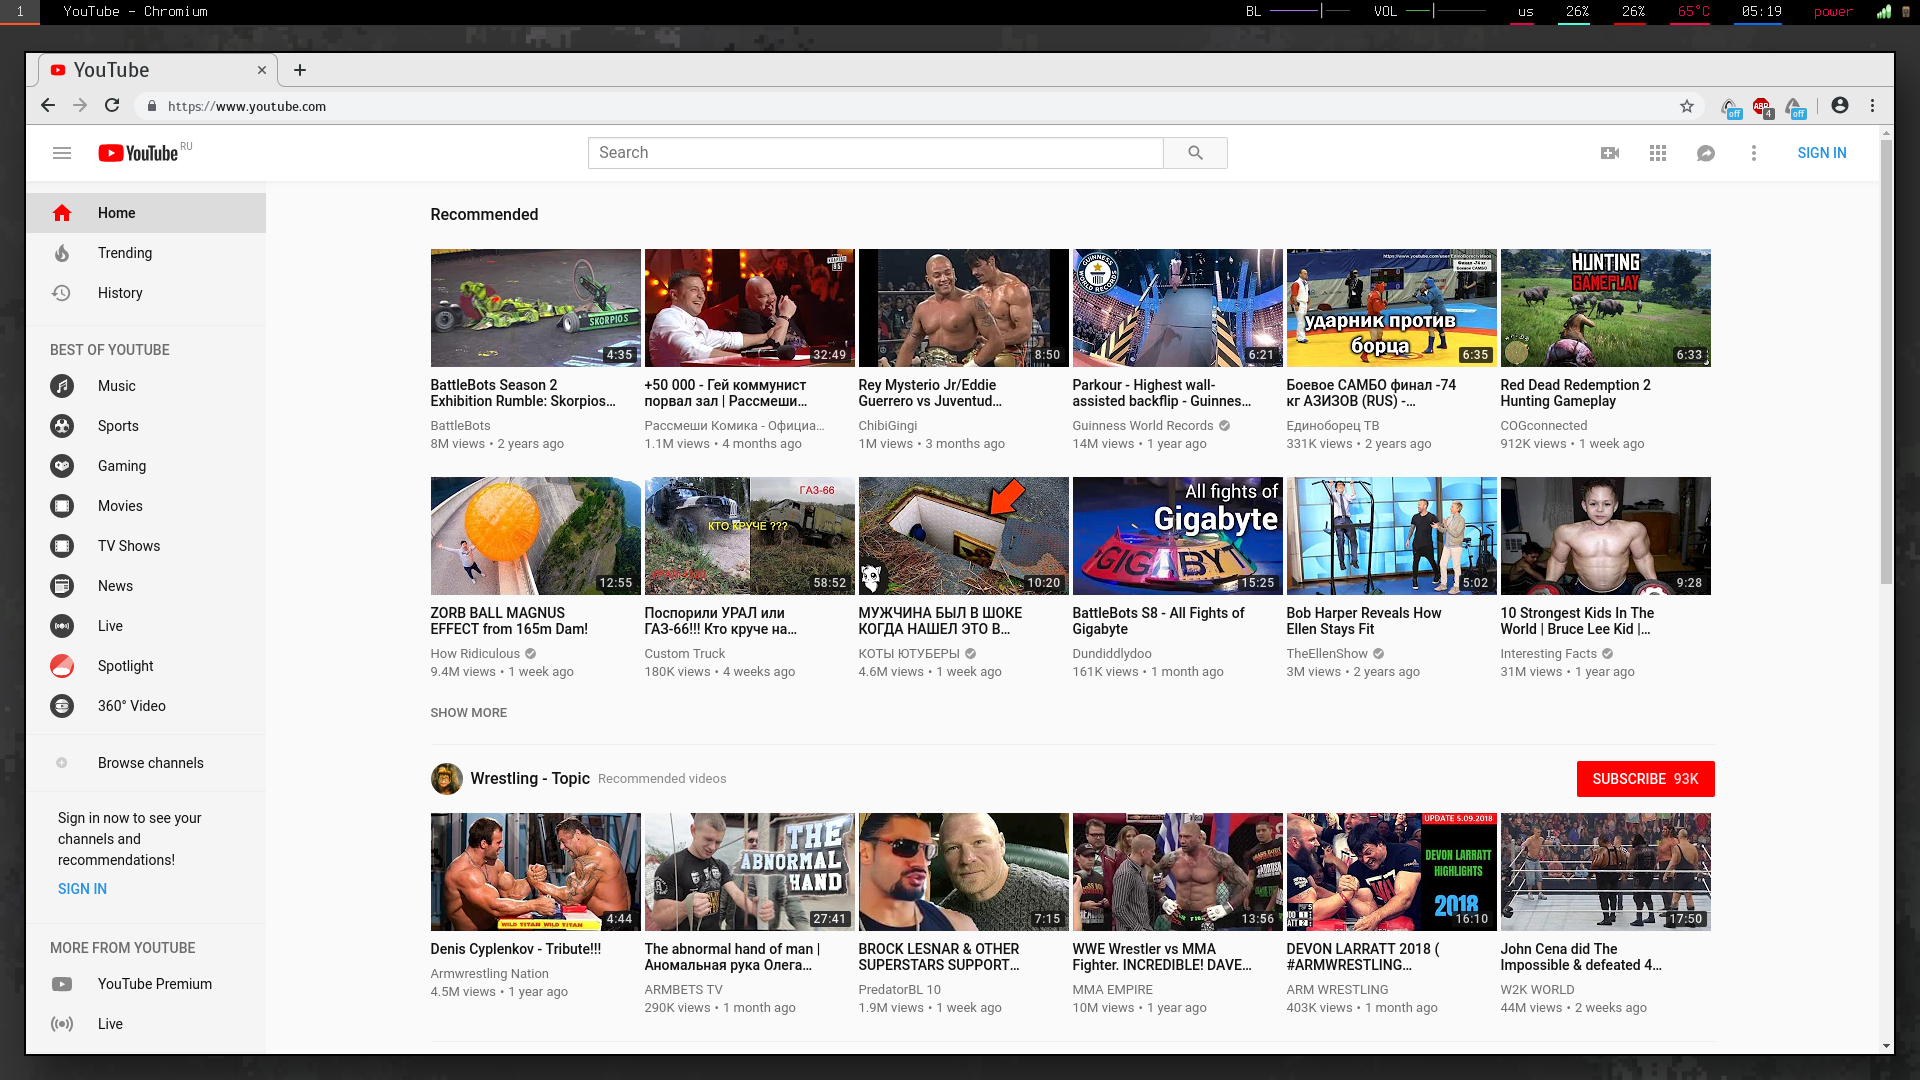 1 YouTube - Chromium BL VOL us 26% 26% 65°C 05:19 power
YouTube
https://www.youtube.com
off ABP 4 off
YouTube RU
Search
SIGN IN
Home
Trending
History
BEST OF YOUTUBE
Music
Sports
Gaming
Movies
TV Shows
News
Live
Spotlight
360° Video
Browse channels
Sign in now to see your
channels and
recommendations!
SIGN IN
MORE FROM YOUTUBE
YouTube Premium
Live
Recommended
SKORPIOS
4:35
BattleBots Season 2
Exhibition Rumble: Skorpios...
BattleBots
8M views • 2 years ago
32:49
+50 000 - Гей коммунист
порвал зал | Рассмеши...
Рассмеши Комика - Официа...
1.1M views • 4 months ago
8:50
Rey Mysterio Jr/Eddie
Guerrero vs Juventud...
ChibiGingi
1M views • 3 months ago
GUINNESS
WORLD RECORDS
6:21
Parkour - Highest wall-
assisted backflip - Guinnes...
Guinness World Records
14M views • 1 year ago
Финал -74 кг
Боевое САМБО
ударник против
борца
6:35
Боевое САМБО финал -74
кг АЗИЗОВ (RUS) -...
Единоборец ТВ
331K views • 2 years ago
HUNTING
GAMEPLAY
6:33
Red Dead Redemption 2
Hunting Gameplay
COGconnected
912K views • 1 week ago
12:55
ZORB BALL MAGNUS
EFFECT from 165m Dam!
How Ridiculous
9.4M views • 1 week ago
ГАЗ-66
КТО КРУЧЕ ???
58:52
Поспорили УРАЛ или
ГАЗ-66!!! Кто круче на...
Custom Truck
180K views • 4 weeks ago
10:20
МУЖЧИНА БЫЛ В ШОКЕ
КОГДА НАШЕЛ ЭТО В...
КОТЫ ЮТУБЕРЫ
4.6M views • 1 week ago
All fights of
Gigabyte
GIGABYT
15:25
BattleBots S8 - All Fights of
Gigabyte
Dundiddlydoo
161K views • 1 month ago
5:02
Bob Harper Reveals How
Ellen Stays Fit
TheEllenShow
3M views • 2 years ago
9:28
10 Strongest Kids In The
World | Bruce Lee Kid |...
Interesting Facts
31M views • 1 year ago
SHOW MORE
Wrestling - Topic Recommended videos
SUBSCRIBE 93K
WILD TITAN WILD TITAN
4:44
Denis Cyplenkov - Tribute!!!
Armwrestling Nation
4.5M views • 1 year ago
THE
ABNORMAL
HAND
27:41
The abnormal hand of man |
Аномальная рука Олега...
ARMBETS TV
290K views • 1 month ago
7:15
BROCK LESNAR & OTHER
SUPERSTARS SUPPORT...
PredatorBL 10
1.9M views • 1 week ago
13:56
WWE Wrestler vs MMA
Fighter. INCREDIBLE! DAVE...
MMA EMPIRE
10M views • 1 year ago
UPDATE 5.09.2018
DEVON LARRATT
HIGHLIGHTS
2018
16:10
DEVON LARRATT 2018 (
#ARMWRESTLING...
ARM WRESTLING
403K views • 1 month ago
17:50
John Cena did The
Impossible & defeated 4...
W2K WORLD
44M views • 2 weeks ago